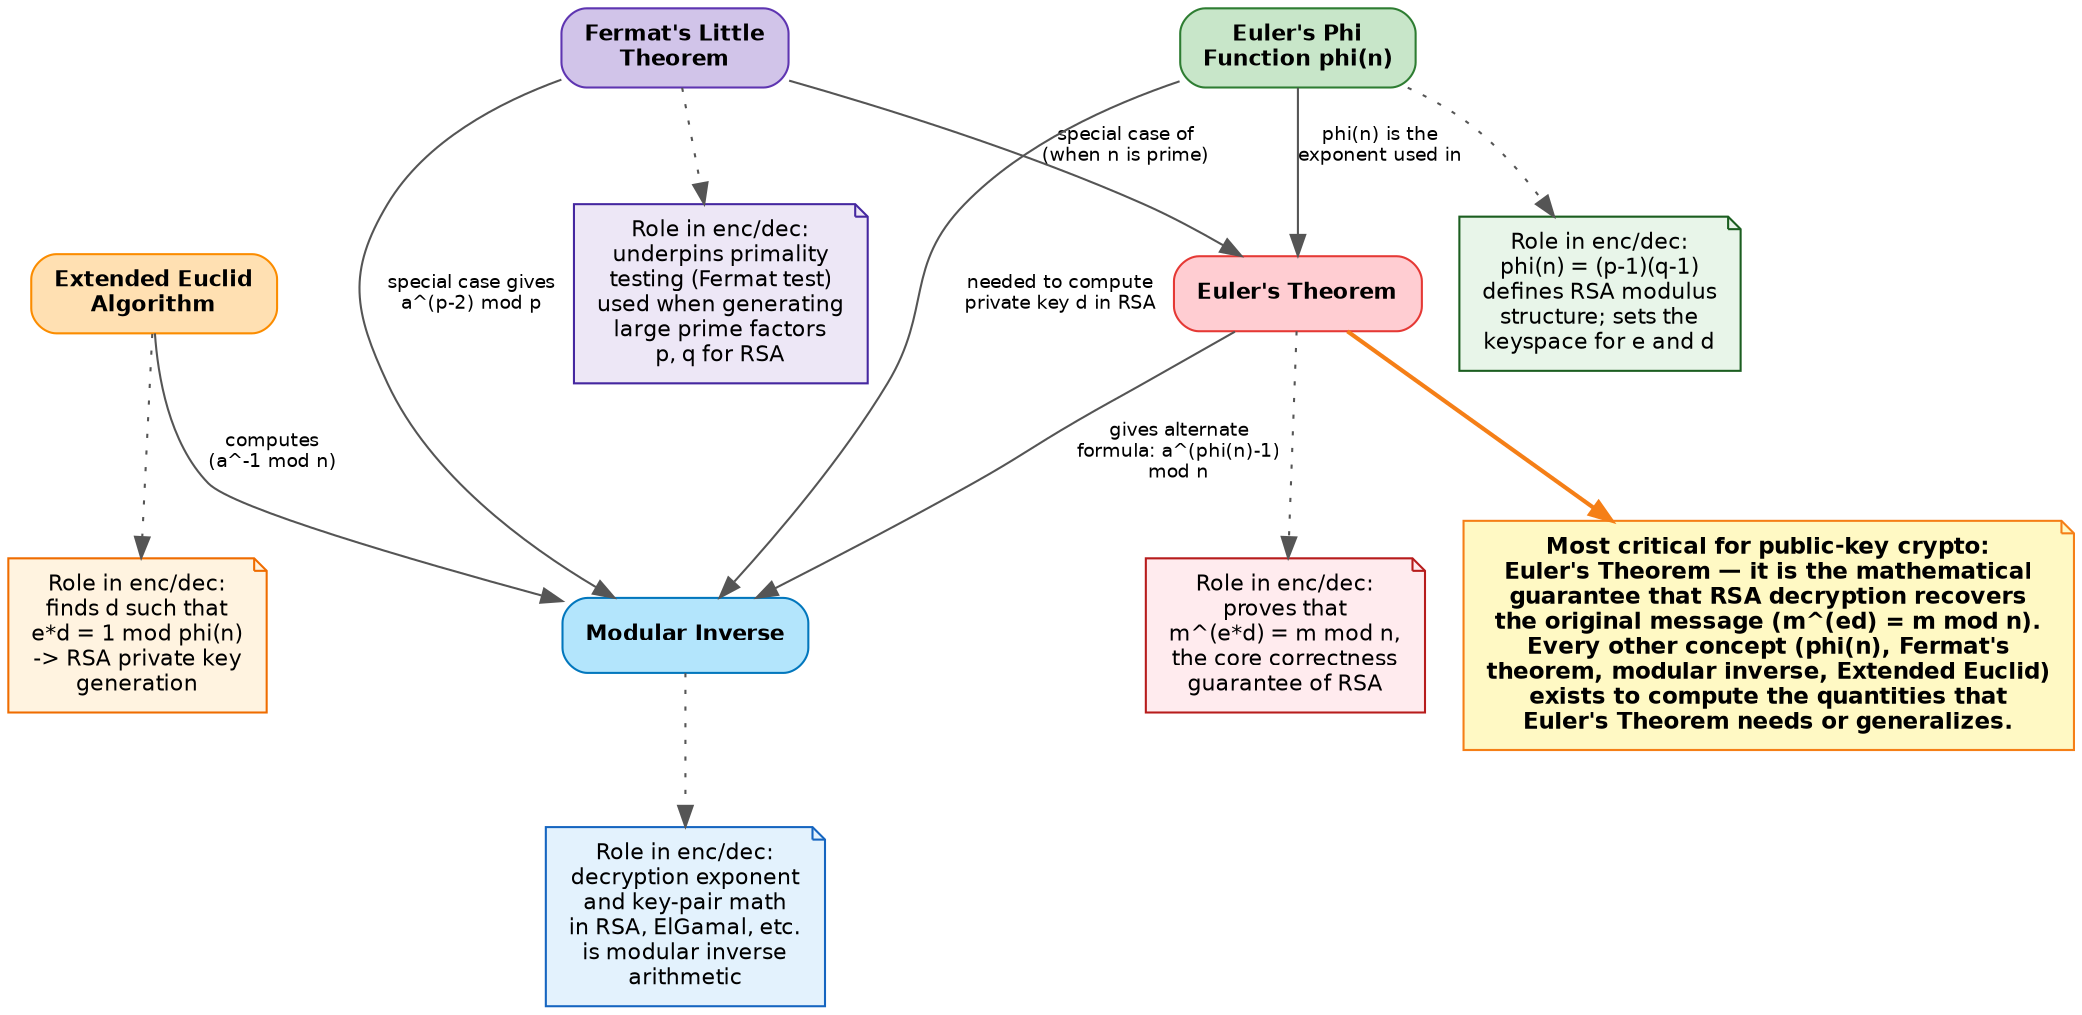 Fermat's Little
Theorem
Euler's Phi
Function phi(n)
special case of
(when n is prime)
phi(n) is the
exponent used in
Extended Euclid
Algorithm
special case gives
a^(p-2) mod p
Role in enc/dec:
underpins primality
testing (Fermat test)
used when generating
large prime factors
p, q for RSA
needed to compute
private key d in RSA
Euler's Theorem
Role in enc/dec:
phi(n) = (p-1)(q-1)
defines RSA modulus
structure; sets the
keyspace for e and d
computes
(a^-1 mod n)
gives alternate
formula: a^(phi(n)-1)
mod n
Role in enc/dec:
finds d such that
e*d = 1 mod phi(n)
-> RSA private key
generation
Modular Inverse
Role in enc/dec:
proves that
m^(e*d) = m mod n,
the core correctness
guarantee of RSA
Most critical for public-key crypto:
Euler's Theorem — it is the mathematical
guarantee that RSA decryption recovers
the original message (m^(ed) = m mod n).
Every other concept (phi(n), Fermat's
theorem, modular inverse, Extended Euclid)
exists to compute the quantities that
Euler's Theorem needs or generalizes.
Role in enc/dec:
decryption exponent
and key-pair math
in RSA, ElGamal, etc.
is modular inverse
arithmetic